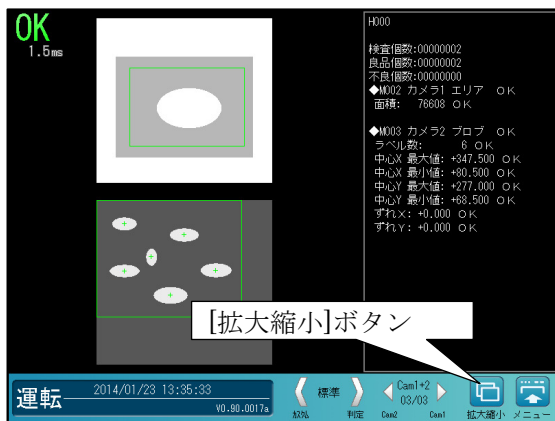 OK
1.5ms
H000
検査個数:00000002
良品個数:00000002
不良個数:00000000
◆M002 カメラ1 エリア OK
面積: 76608 OK
◆M003 カメラ2 ブロブ OK
ラベル数: 6 OK
中心X 最大値: +347.500 OK
中心X 最小値: +80.500 OK
中心Y 最大値: +277.000 OK
中心Y 最小値: +68.500 OK
ずれX: +0.000 OK
ずれY: +0.000 OK
[拡大縮小]ボタン
運転
2014/01/23 13:35:33
V0.90.0017a
標準
判定
Cam1+2
03/03
Cam2
Cam1
拡大縮小
メニュー